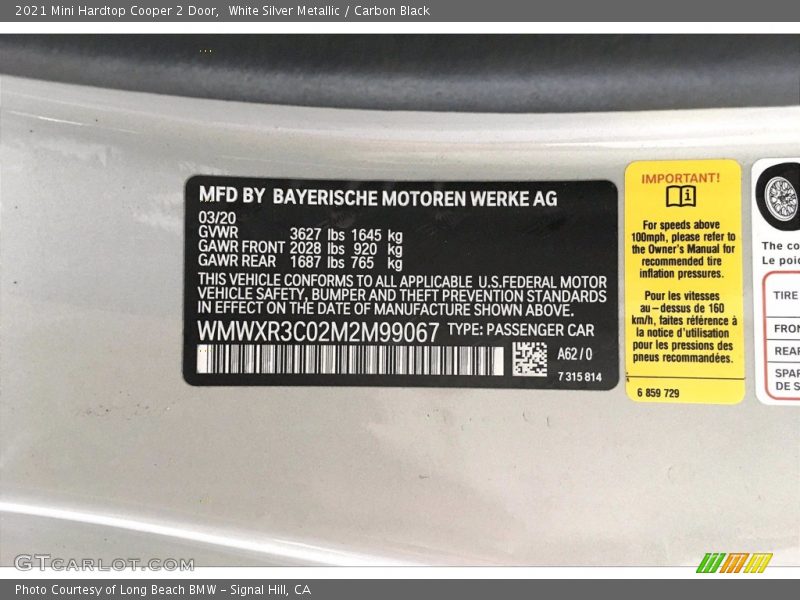 2021 Mini Hardtop Cooper 2 Door,  White Silver Metallic / Carbon Black
MFD BY BAYERISCHE MOTOREN WERKE AG
03/20
GVWR 3627 lbs 1645 kg
GAWR FRONT 2028 lbs 920 kg
GAWR REAR 1687 lbs 765 kg
THIS VEHICLE CONFORMS TO ALL APPLICABLE U.S.FEDERAL MOTOR
VEHICLE SAFETY, BUMPER AND THEFT PREVENTION STANDARDS
IN EFFECT ON THE DATE OF MANUFACTURE SHOWN ABOVE.
WMWXR3C02M2M99067 TYPE: PASSENGER CAR
A62 / 0
7 315 814
IMPORTANT!
For speeds above
100mph, please refer to
the Owner's Manual for
recommended tire
inflation pressures.
Pour les vitesses
au-dessus de 160
km/h, faites référence à
la notice d'utilisation
pour les pressions des
pneus recommandées.
6 859 729
The co
Le poid
TIRE
FRON
REAR
SPAR
DE S
GTCARLOT.COM
Photo Courtesy of Long Beach BMW - Signal Hill, CA